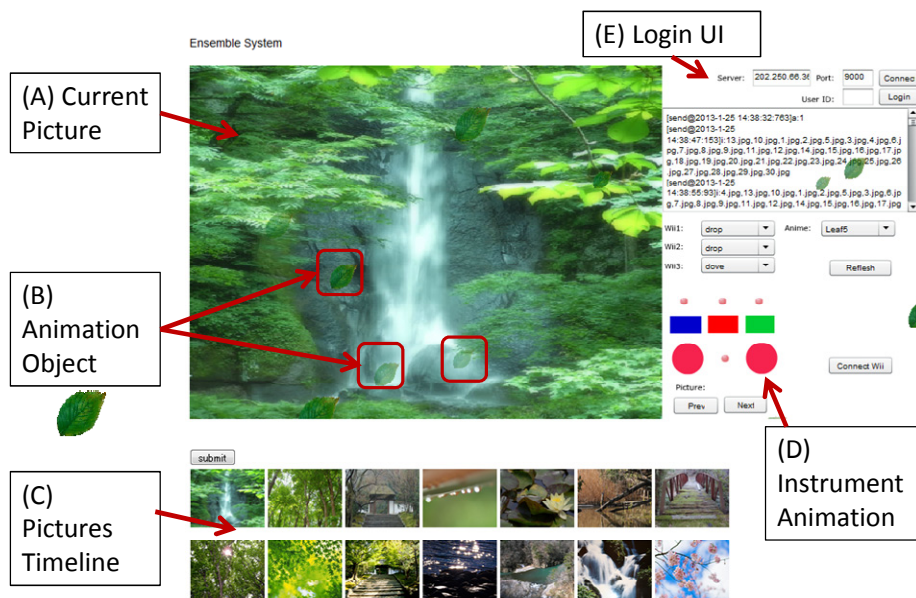 Ensemble System
(E) Login UI
(A) Current
Picture
Server: 202.250.66.36 Port: 9000 Connec
User ID: Login
[send@2013-1-25 14:38:32:763]a:1
[send@2013-1-25
14:38:47:153]i:13.jpg,10.jpg,1.jpg,2.jpg,5.jpg,3.jpg,4.jpg,6.j
pg,7.jpg,8.jpg,9.jpg,11.jpg,12.jpg,14.jpg,15.jpg,16.jpg,17.jp
g,18.jpg,19.jpg,20.jpg,21.jpg,22.jpg,23.jpg,24.jpg,25.jpg,26
.jpg,27.jpg,28.jpg,29.jpg,30.jpg
[send@2013-1-25
14:38:55:93]i:4.jpg,13.jpg,10.jpg,1.jpg,2.jpg,5.jpg,3.jpg,6.jp
g,7.jpg,8.jpg,9.jpg,11.jpg,12.jpg,14.jpg,15.jpg,16.jpg,17.jpg
Wii1: drop Anime: Leaf5
Wii2: drop
Wii3: dove Reflesh
(B)
Animation
Object
Connect Wii
Picture:
Prev Next
submit
(C)
Pictures
Timeline
(D)
Instrument
Animation